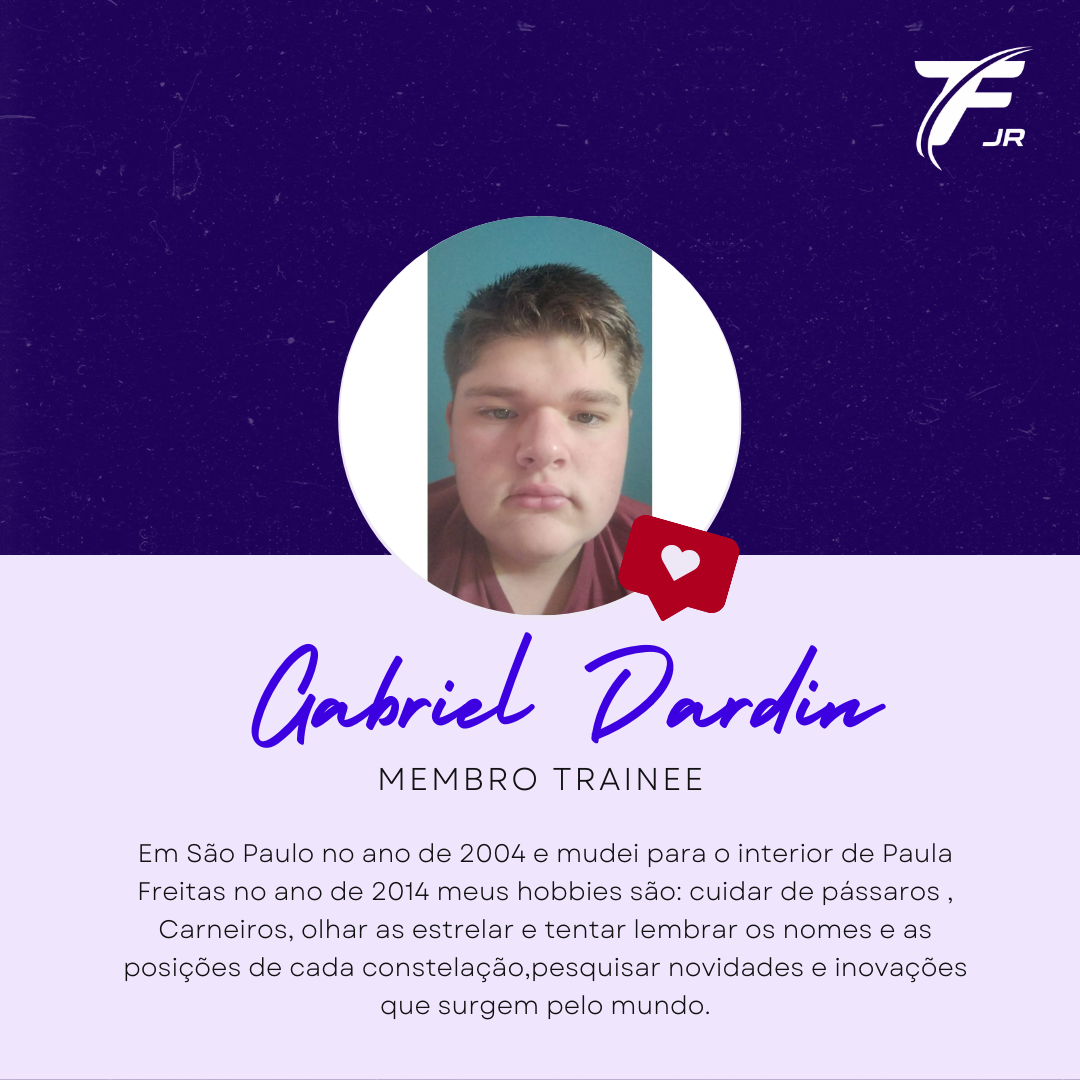 TF JR
Gabriel Dardin
MEMBRO TRAINEE
Em São Paulo no ano de 2004 e mudei para o interior de Paula
Freitas no ano de 2014 meus hobbies são: cuidar de pássaros ,
Carneiros, olhar as estrelar e tentar lembrar os nomes e as
posições de cada constelação,pesquisar novidades e inovações
que surgem pelo mundo.